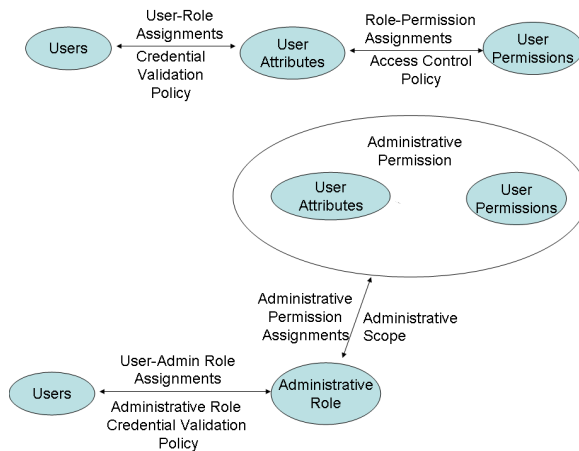 User-Role
Assignments
Role-Permission
Assignments
Users
User
Attributes
User
Permissions
Credential
Validation
Policy
Access Control
Policy
Administrative
Permission
User
Attributes
User
Permissions
Administrative
Permission
Assignments
Administrative
Scope
User-Admin Role
Assignments
Users
Administrative
Role
Administrative Role
Credential Validation
Policy